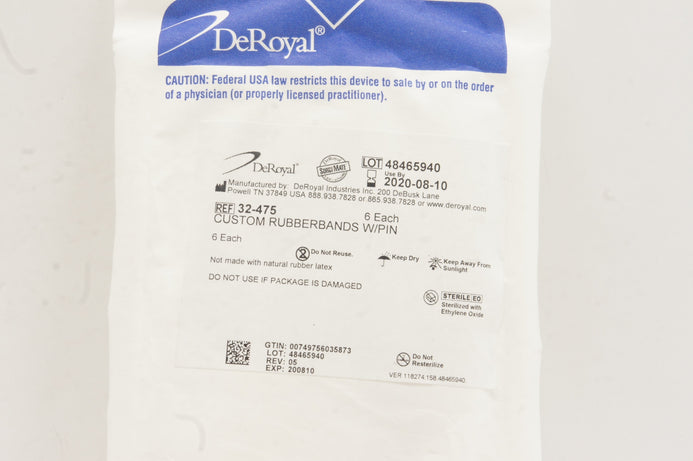 DeRoyal®
CAUTION: Federal USA law restricts this device to sale by or on the order
of a physician (or properly licensed practitioner).
DeRoyal®
LOT 48465940
Use By
2020-08-10
Manufactured by: DeRoyal Industries Inc. 200 DeBusk Lane
Powell TN 37849 USA 888.938.7828 or 865.938.7828 or www.deroyal.com
REF 32-475
6 Each
CUSTOM RUBBERBANDS W/PIN
6 Each
Do Not Reuse.
Keep Dry
Keep Away From
Sunlight
Not made with natural rubber latex
DO NOT USE IF PACKAGE IS DAMAGED
STERILE EO
Sterilized with
Ethylene Oxide
GTIN: 00749756035873
LOT: 48465940
REV: 05
EXP: 200810
Do Not
Resterilize
VER 118274.158.48465940